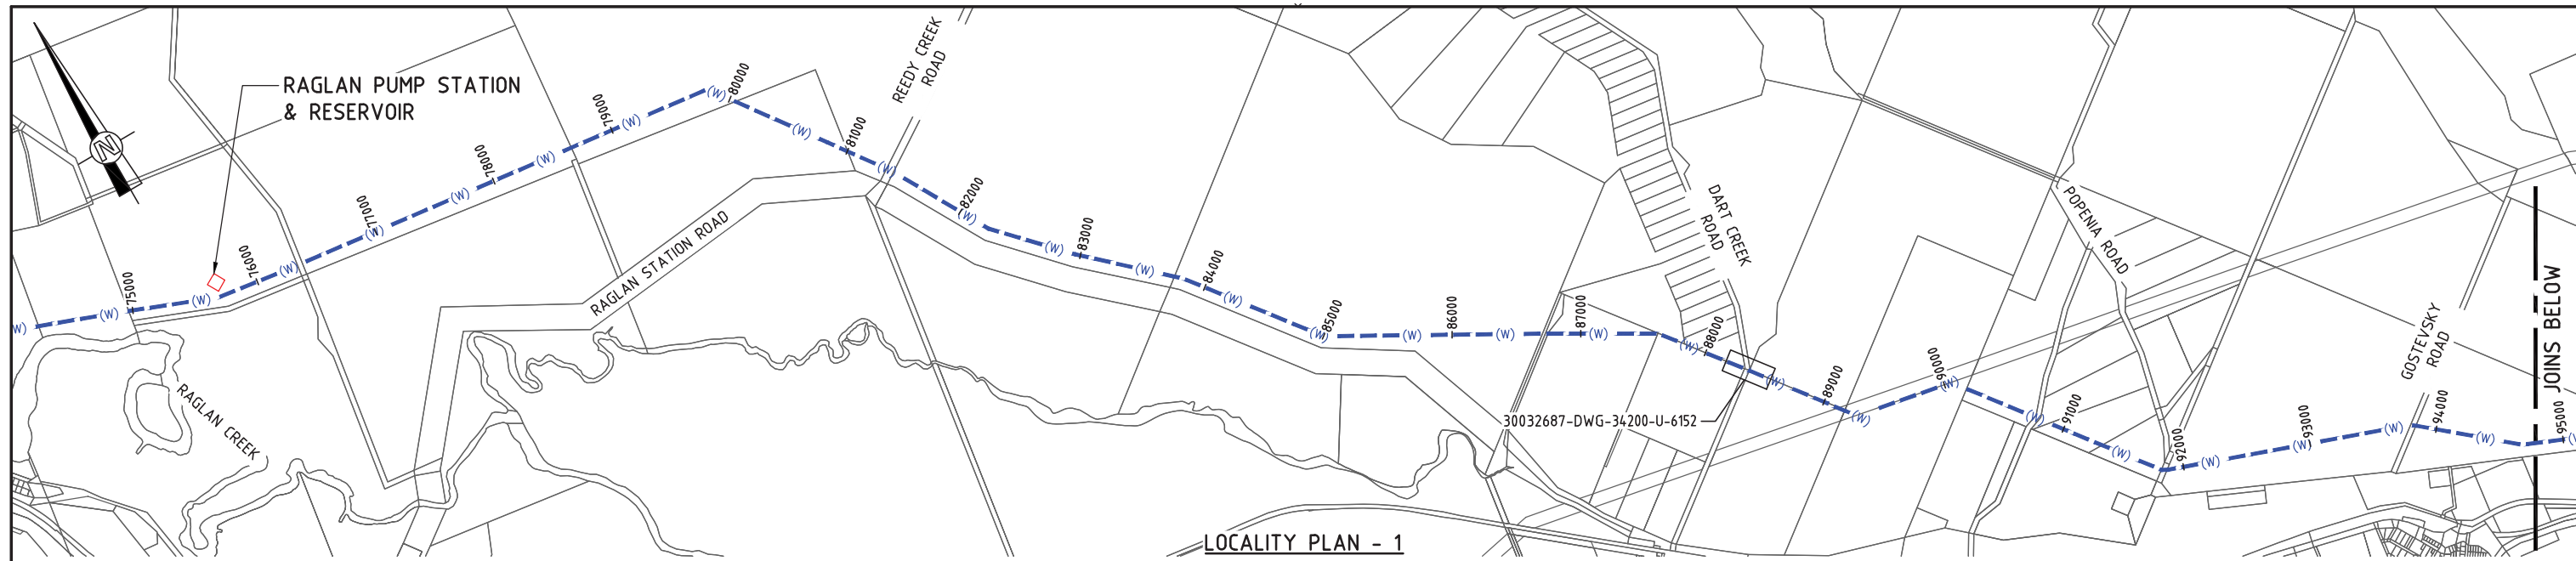 RAGLAN PUMP STATION
& RESERVOIR
N
REEDY CREEK
ROAD
RAGLAN STATION ROAD
RAGLAN CREEK
DART CREEK
ROAD
POPENIA ROAD
GOSTEVSKY
ROAD
JOINS BELOW
30032687-DWG-34200-U-6152
75000
76000
77000
78000
79000
80000
81000
82000
83000
84000
85000
86000
87000
88000
89000
90000
91000
92000
93000
94000
95000
(W) (W) (W) (W) (W) (W) (W) (W) (W) (W) (W) (W) (W) (W) (W) (W) (W) (W) (W) (W) (W) (W) (W) (W) (W) (W) (W) (W) (W)
LOCALITY PLAN - 1